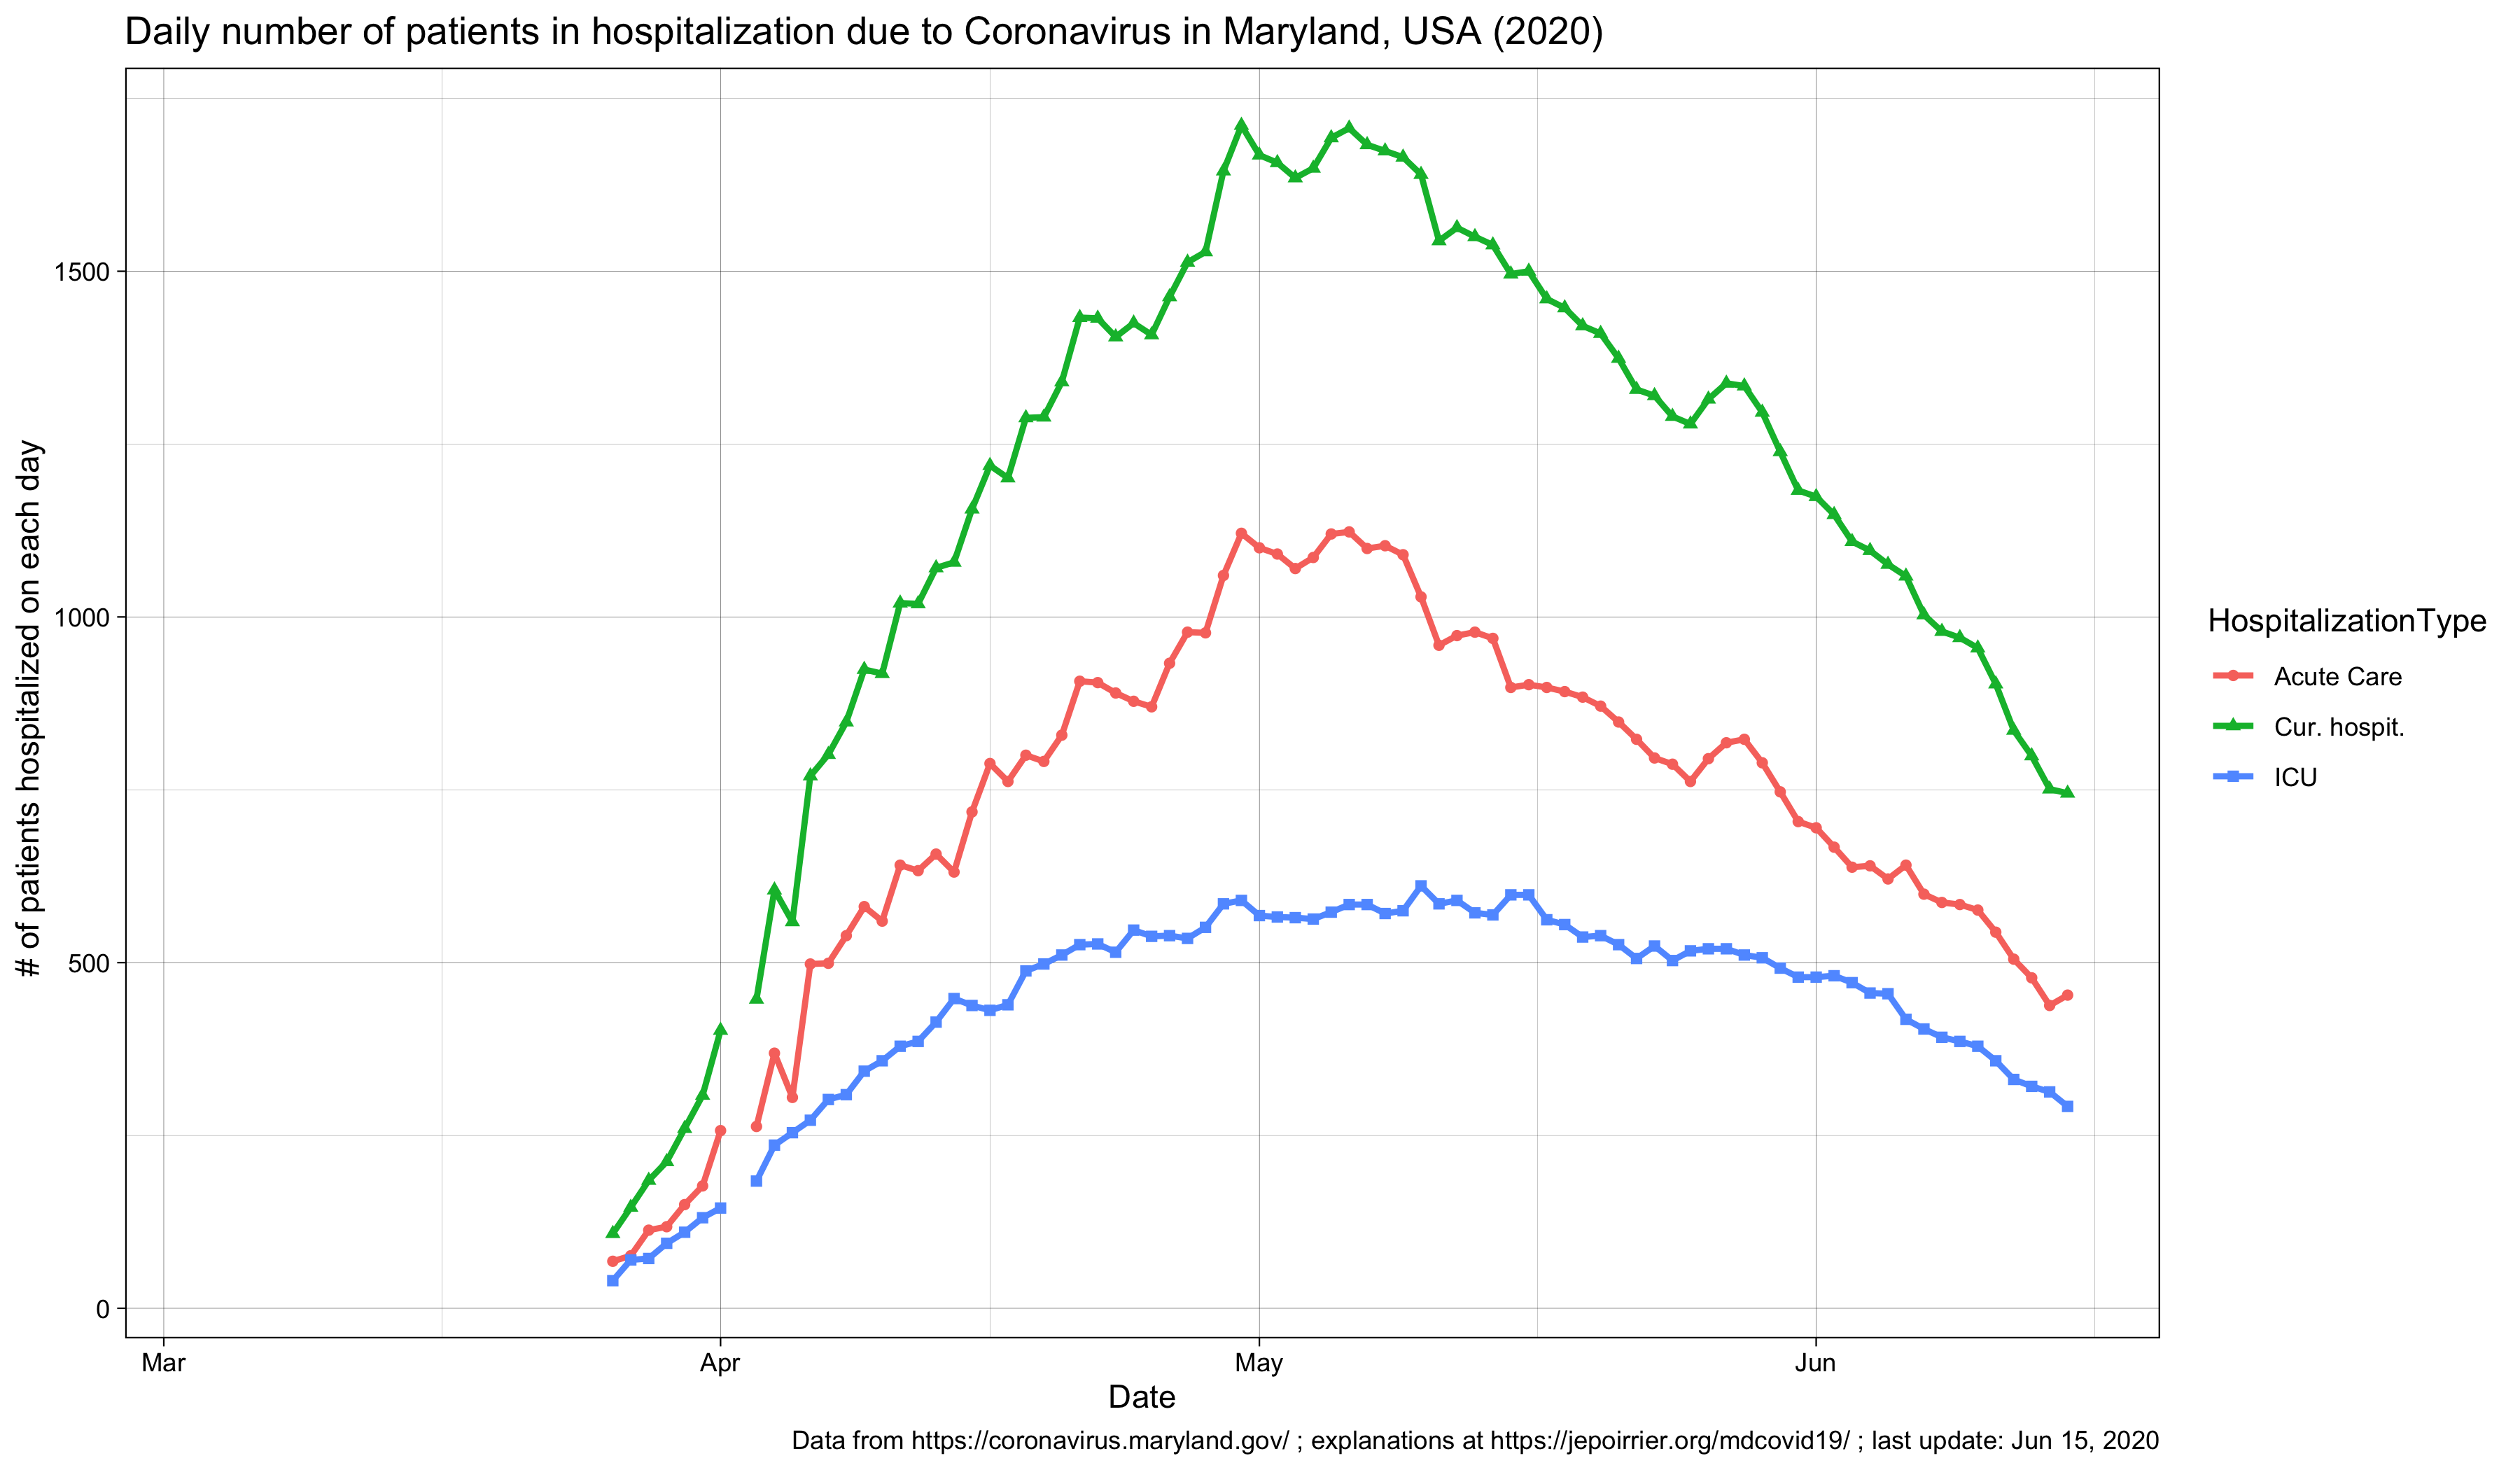 Daily number of patients in hospitalization due to Coronavirus in Maryland, USA (2020)
# of patients hospitalized on each day
1500
1000
500
0
Mar
Apr
May
Jun
Date
HospitalizationType
Acute Care
Cur. hospit.
ICU
Data from https://coronavirus.maryland.gov/ ; explanations at https://jepoirrier.org/mdcovid19/ ; last update: Jun 15, 2020